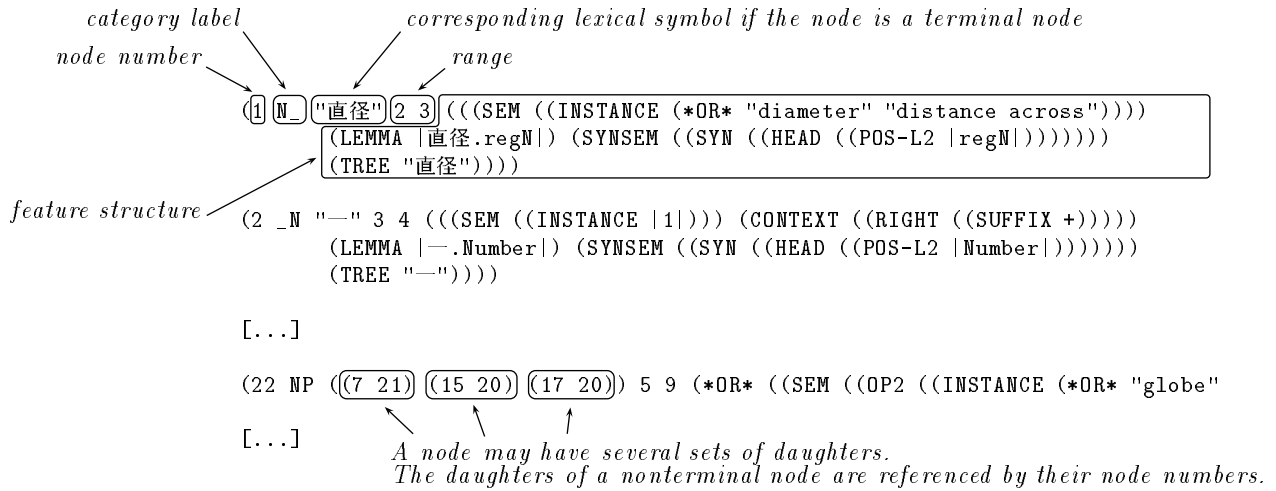 category label
corresponding lexical symbol if the node is a terminal node
node number
range
(1 N_ "直径" 2 3 (((SEM ((INSTANCE (*OR* "diameter" "distance across"))))
(LEMMA |直径.regN|) (SYNSEM ((SYN ((HEAD ((POS-L2 |regN|)))))))
(TREE "直径"))))
feature structure
(2 _N "一" 3 4 (((SEM ((INSTANCE |1|))) (CONTEXT ((RIGHT ((SUFFIX +)))))
(LEMMA |一.Number|) (SYNSEM ((SYN ((HEAD ((POS-L2 |Number|)))))))
(TREE "一"))))
[...]
(22 NP ((7 21) (15 20) (17 20)) 5 9 (*OR* ((SEM ((OP2 ((INSTANCE (*OR* "globe"
[...]
A node may have several sets of daughters.
The daughters of a nonterminal node are referenced by their node numbers.